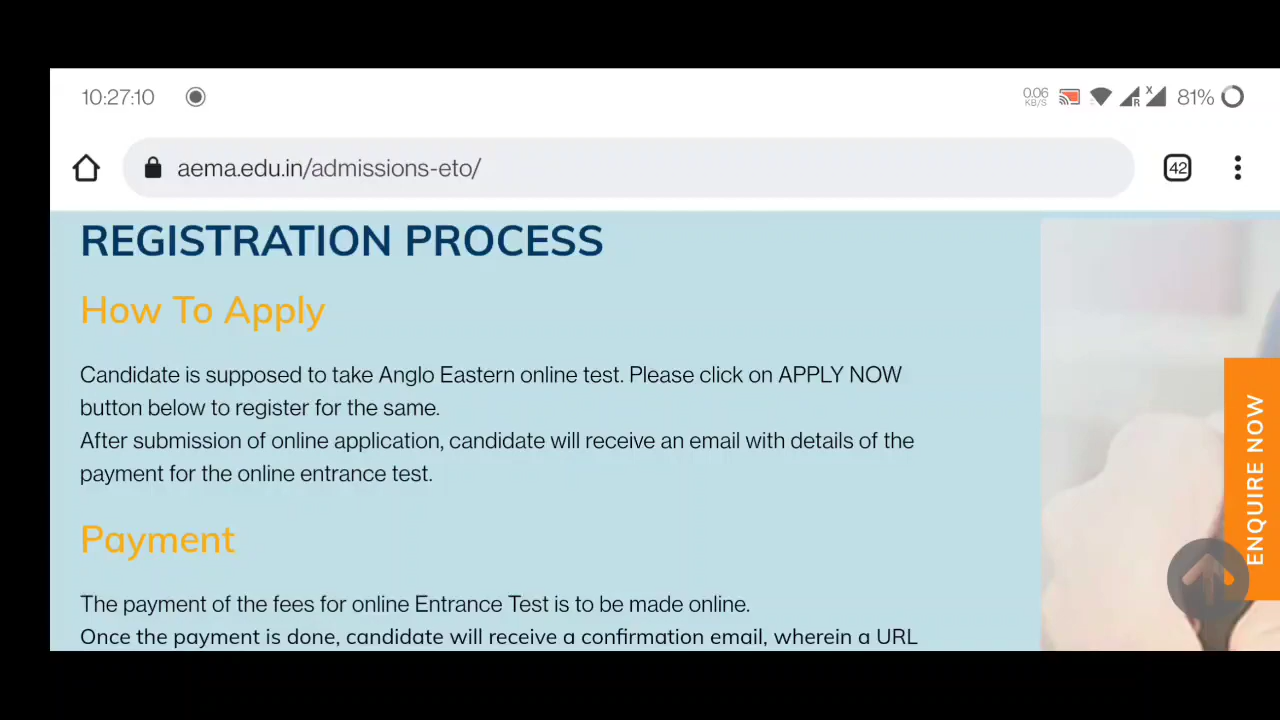 10:27:10
0.06
KB/S
R
X
81%
aema.edu.in/admissions-eto/
42
REGISTRATION PROCESS
How To Apply
Candidate is supposed to take Anglo Eastern online test. Please click on APPLY NOW
button below to register for the same.
After submission of online application, candidate will receive an email with details of the
payment for the online entrance test.
ENQUIRE NOW
Payment
The payment of the fees for online Entrance Test is to be made online.
Once the payment is done, candidate will receive a confirmation email, wherein a URL